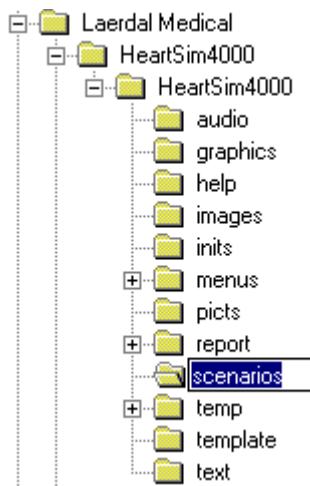 Laerdal Medical
HeartSim4000
HeartSim4000
audio
graphics
help
images
inits
menus
picts
report
scenarios
temp
template
text